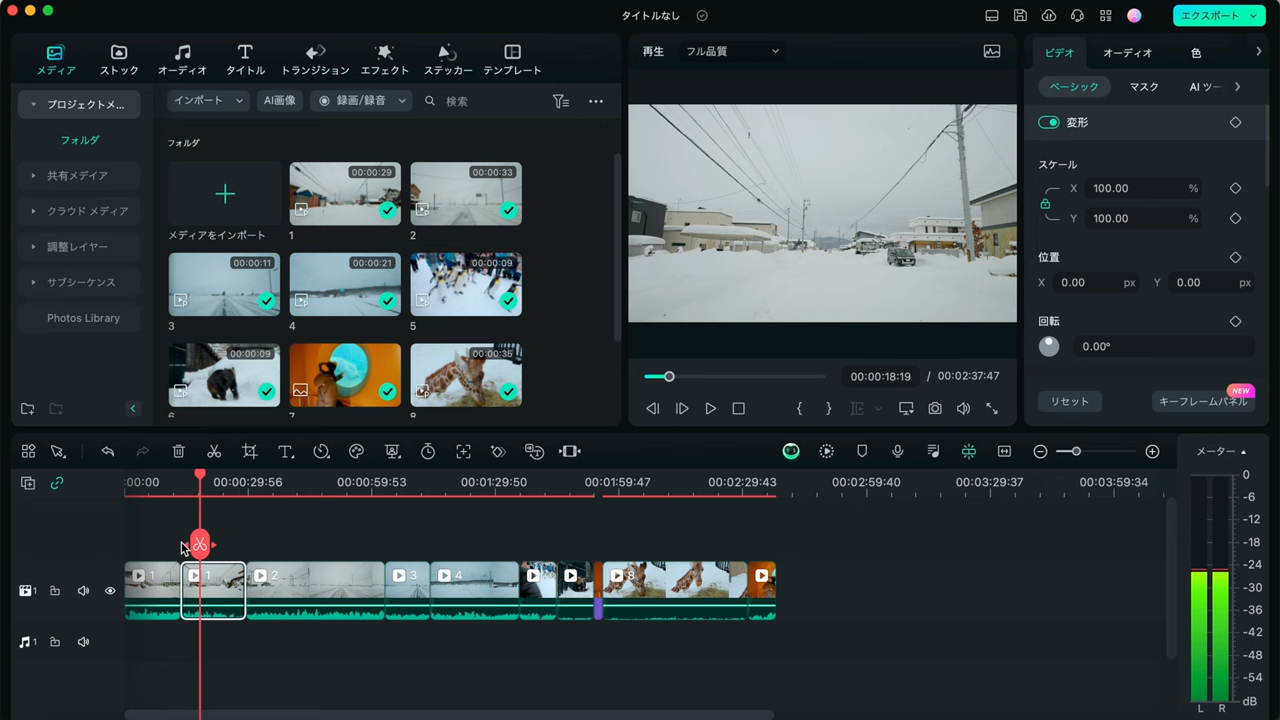 タイトルなし
エクスポート
メディア
ストック
オーディオ
タイトル
トランジション
エフェクト
ステッカー
テンプレート
プロジェクトメ...
フォルダ
共有メデイア
クラウド メディア
調整レイヤー
サブシーケンス
Photos Library
インポート
AI画像
録画/録音
検索
フォルダ
メディアをインポート
00:00:29
1
00:00:33
2
00:00:11
3
00:00:21
4
00:00:09
5
00:00:09
6
7
00:00:35
8
再生
フル品質
00:00:18:19 / 00:02:37:47
ビデオ
オーディオ
色
ベーシック
マスク
AI ツー
変形
スケール
X 100.00 %
Y 100.00 %
位置
X 0.00 px Y 0.00 px
回転
0.00°
リセット
キーフレームパネル
NEW
:00:00
00:00:29:56
00:00:59:53
00:01:29:50
00:01:59:47
00:02:29:43
00:02:59:40
00:03:29:37
00:03:59:34
1
1
1
2
3
4
8
1
メーター
0
-6
-12
-18
-24
-30
-36
-42
-48
-54
dB
L R